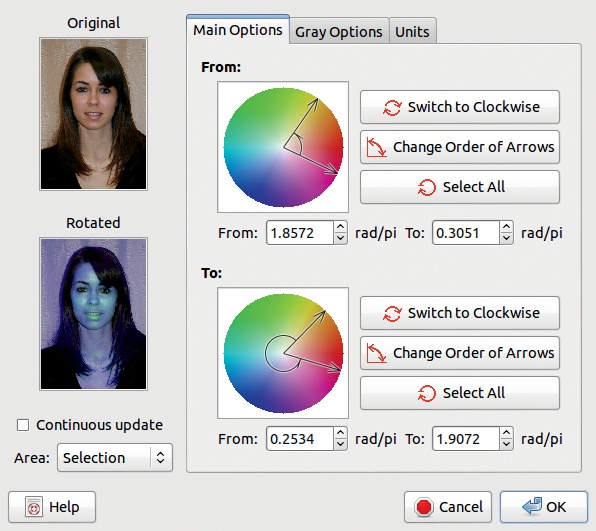 Original
Rotated
Continuous update
Area: Selection
Main Options Gray Options Units
From:
Switch to Clockwise
Change Order of Arrows
Select All
From: 1.8572 rad/pi To: 0.3051 rad/pi
To:
Switch to Clockwise
Change Order of Arrows
Select All
From: 0.2534 rad/pi To: 1.9072 rad/pi
Help Cancel OK